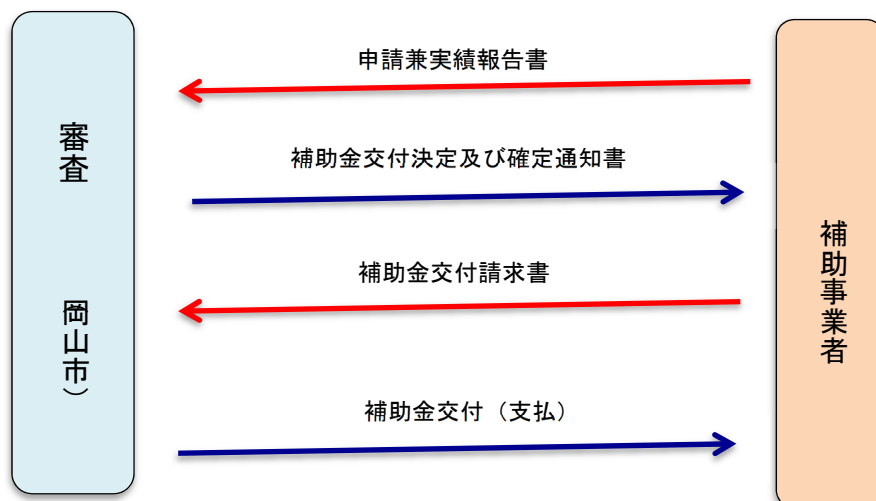 審査
岡山市）
申請兼実績報告書
補助金交付決定及び確定通知書
補助金交付請求書
補助金交付（支払）
補助事業者